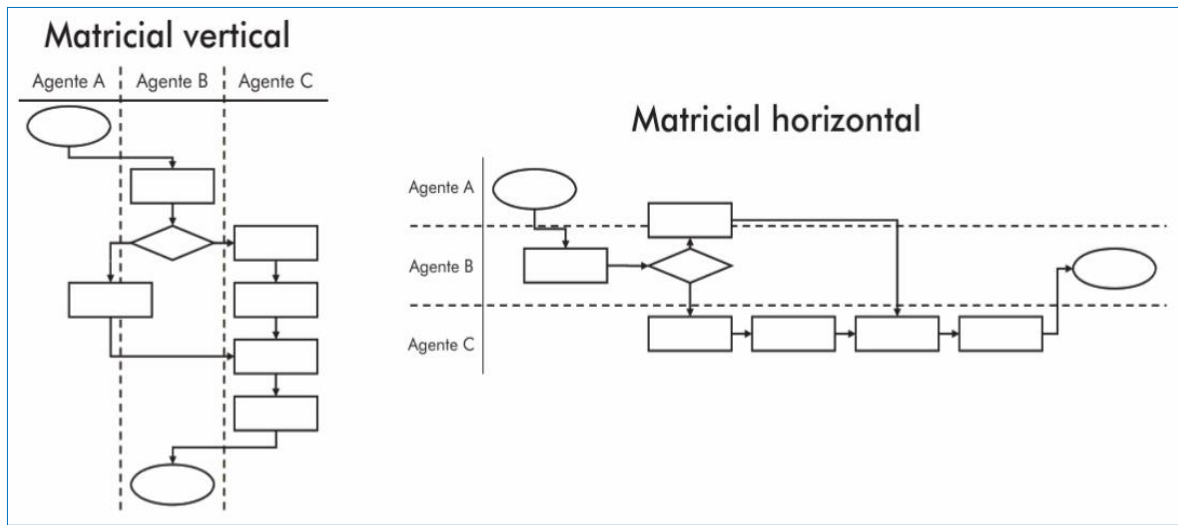 Matricial vertical
Agente A Agente B Agente C
Matricial horizontal
Agente A
Agente B
Agente C